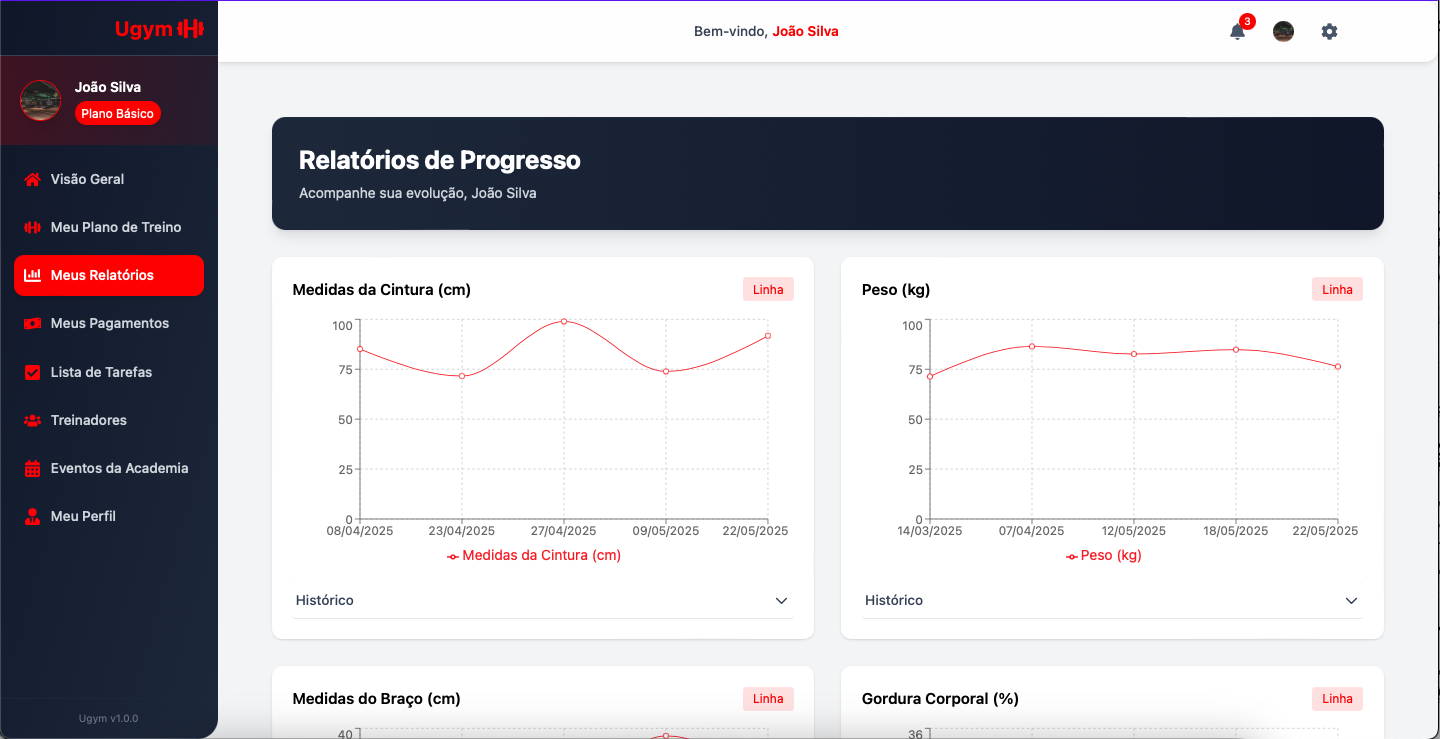 Ugym
João Silva
Plano Básico
Visão Geral
Meu Plano de Treino
Meus Relatórios
Meus Pagamentos
Lista de Tarefas
Treinadores
Eventos da Academia
Meu Perfil
Ugym v1.0.0
Bem-vindo, João Silva
3
Relatórios de Progresso
Acompanhe sua evolução, João Silva
Medidas da Cintura (cm)
Linha
100
75
50
25
0
08/04/2025 23/04/2025 27/04/2025 09/05/2025 22/05/2025
Medidas da Cintura (cm)
Histórico
Peso (kg)
Linha
100
75
50
25
0
14/03/2025 07/04/2025 12/05/2025 18/05/2025 22/05/2025
Peso (kg)
Histórico
Medidas do Braço (cm)
Linha
40
Gordura Corporal (%)
Linha
36